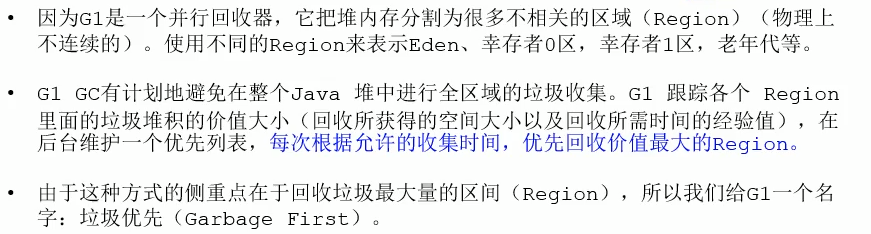 • 因为G1是一个并行回收器，它把堆内存分割为很多不相关的区域（Region）（物理上
不连续的）。使用不同的Region来表示Eden、幸存者0区，幸存者1区，老年代等。
• G1 GC有计划地避免在整个Java 堆中进行全区域的垃圾收集。G1 跟踪各个 Region
里面的垃圾堆积的价值大小（回收所获得的空间大小以及回收所需时间的经验值），在
后台维护一个优先列表，每次根据允许的收集时间，优先回收价值最大的Region。
• 由于这种方式的侧重点在于回收垃圾最大量的区间（Region），所以我们给G1一个名
字：垃圾优先（Garbage First）。